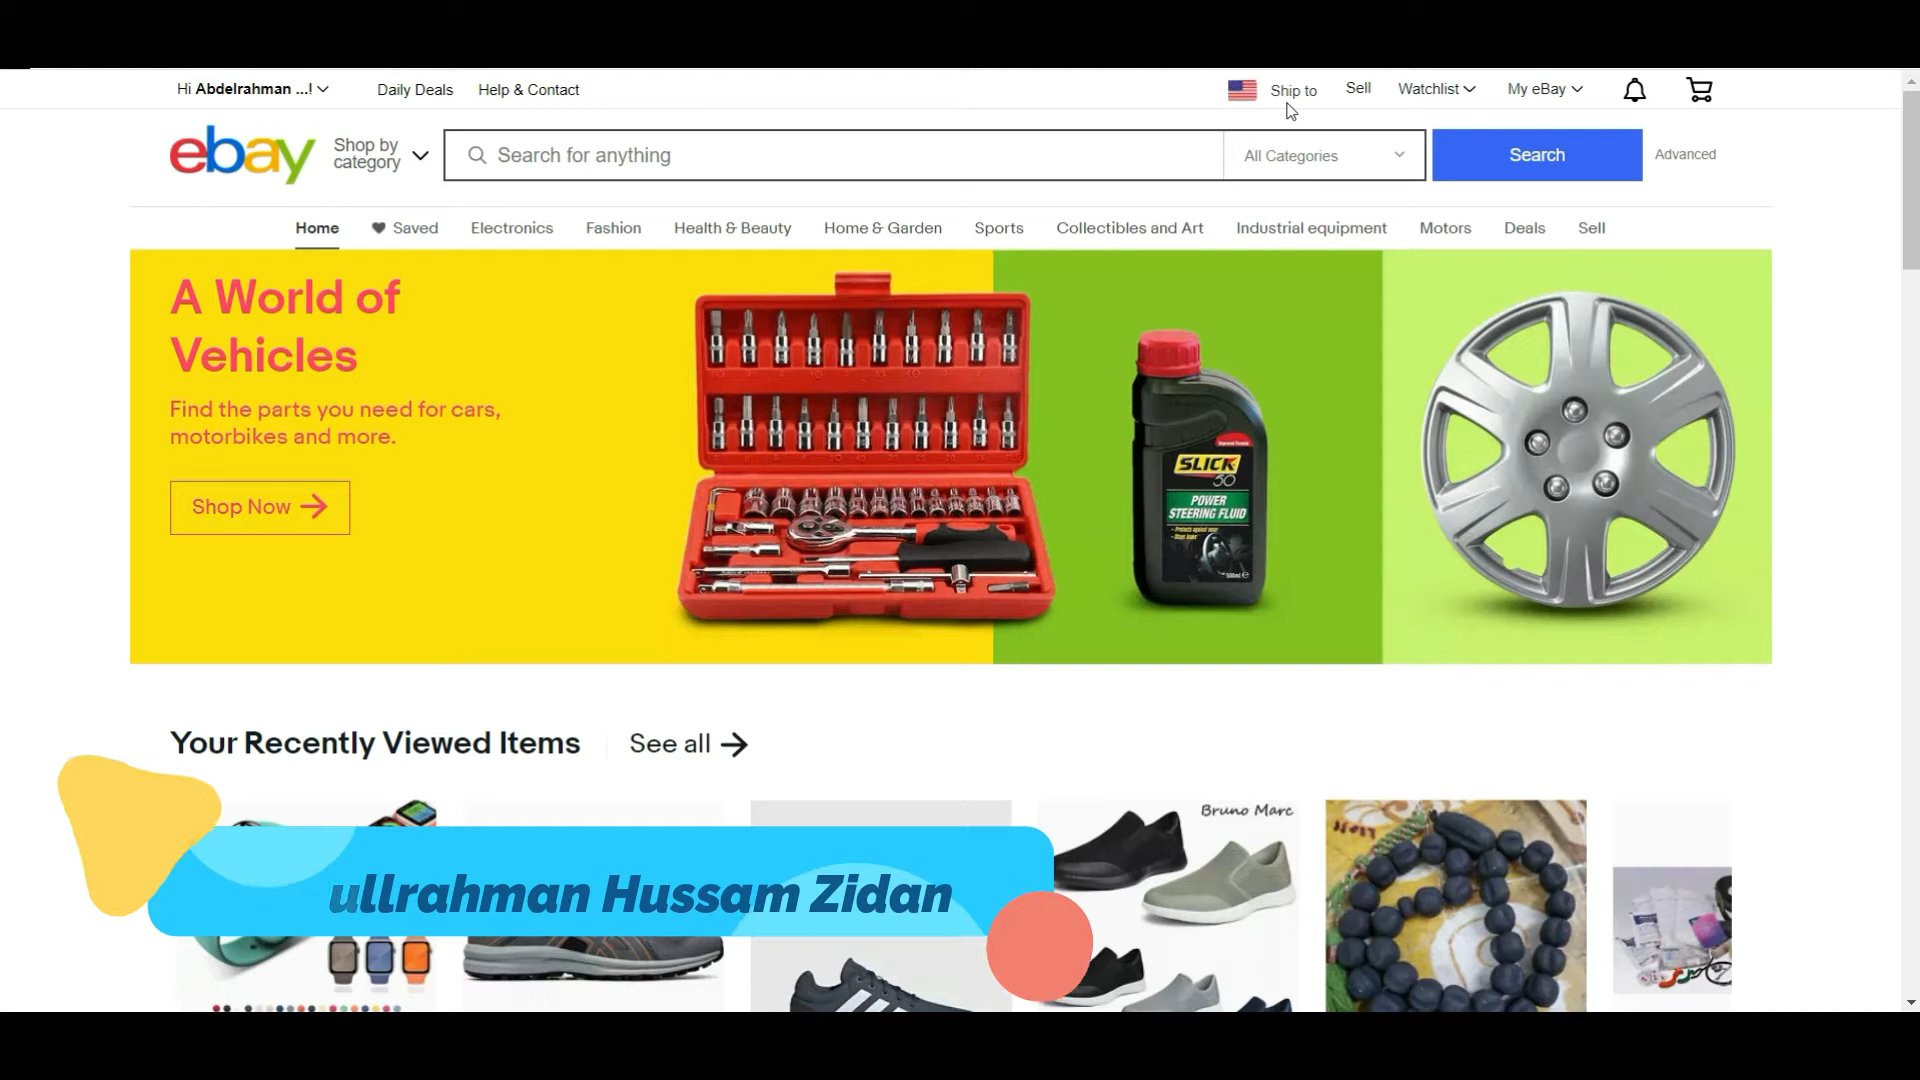 Hi Abdelrahman ...!
Daily Deals
Help & Contact
Ship to
Sell
Watchlist
My eBay
ebay
Shop by
category
Search for anything
All Categories
Search
Advanced
Home
Saved
Electronics
Fashion
Health & Beauty
Home & Garden
Sports
Collectibles and Art
Industrial equipment
Motors
Deals
Sell
A World of
Vehicles
Find the parts you need for cars,
motorbikes and more.
Shop Now
SLICK
50
POWER
STEERING FLUID
Your Recently Viewed Items
See all
Bruno Marc
ullrahman Hussam Zidan